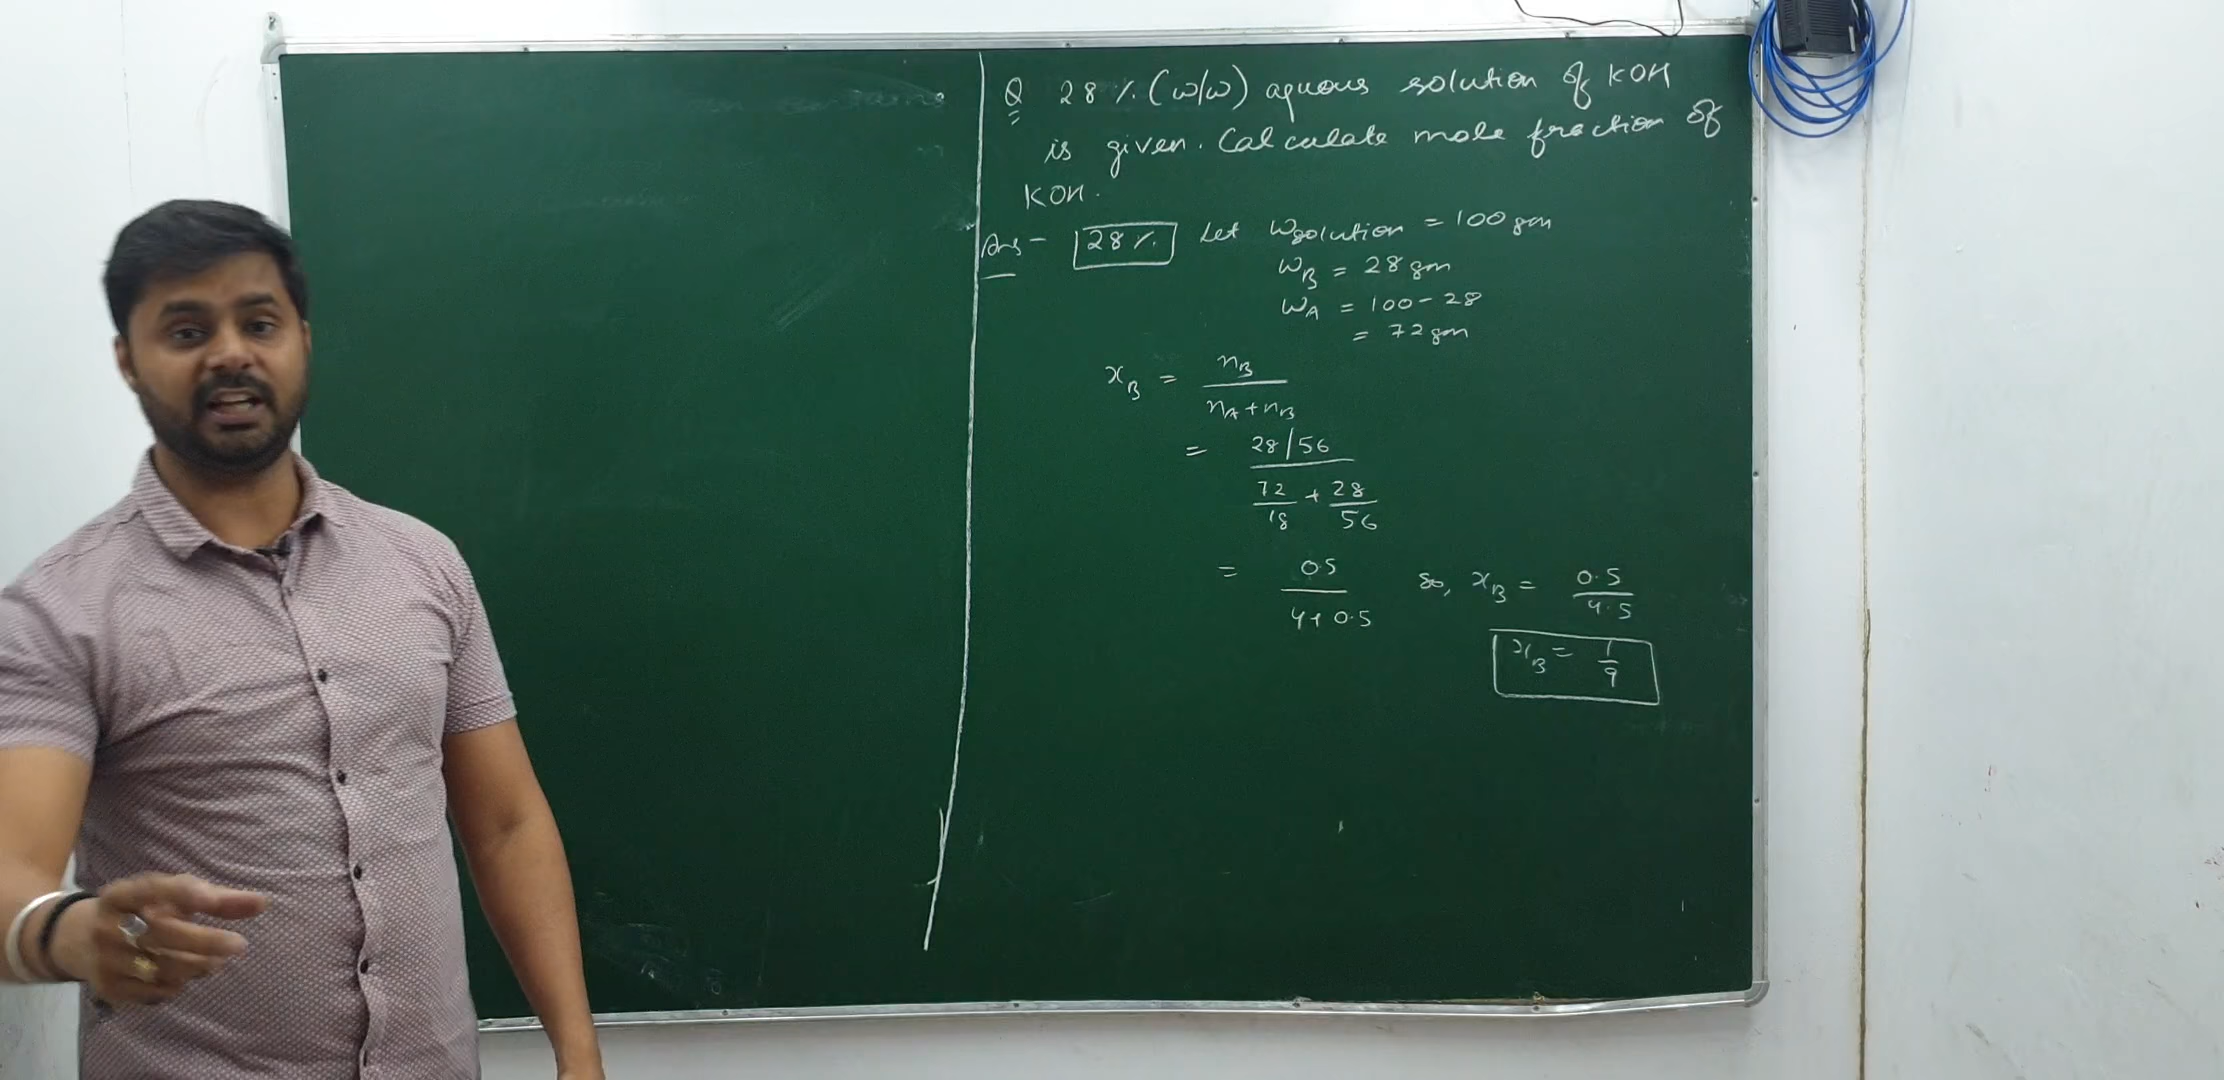 Q 28 % (w/w) aquous solution of KOH
is given. Calculate mole fraction of
KOH.
Ans - 28 % Let Wsolution = 100 gm
WB = 28 gm
WA = 100 - 28
= 72 gm
xB = nB / nA + nB
= 28/56
72/18 + 28/56
= 0.5 / 4 + 0.5 so, xB = 0.5 / 4.5
xB = 1/9